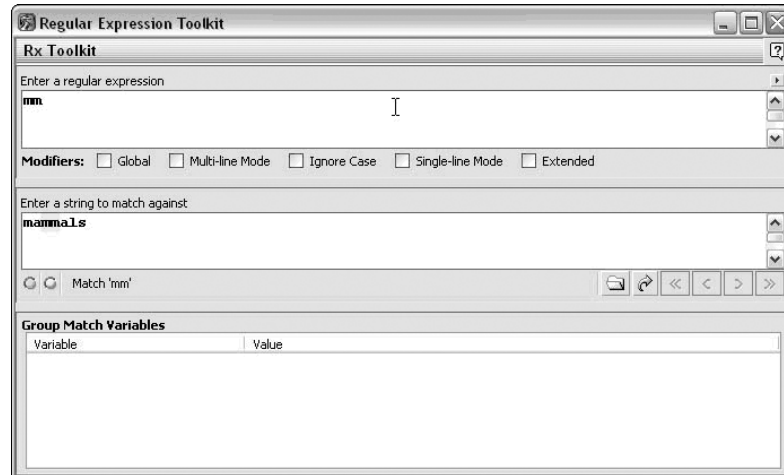 Regular Expression Toolkit
Rx Toolkit
Enter a regular expression
mm
Modifiers: Global Multi-line Mode Ignore Case Single-line Mode Extended
Enter a string to match against
mammals
Match 'mm'
Group Match Variables
Variable Value